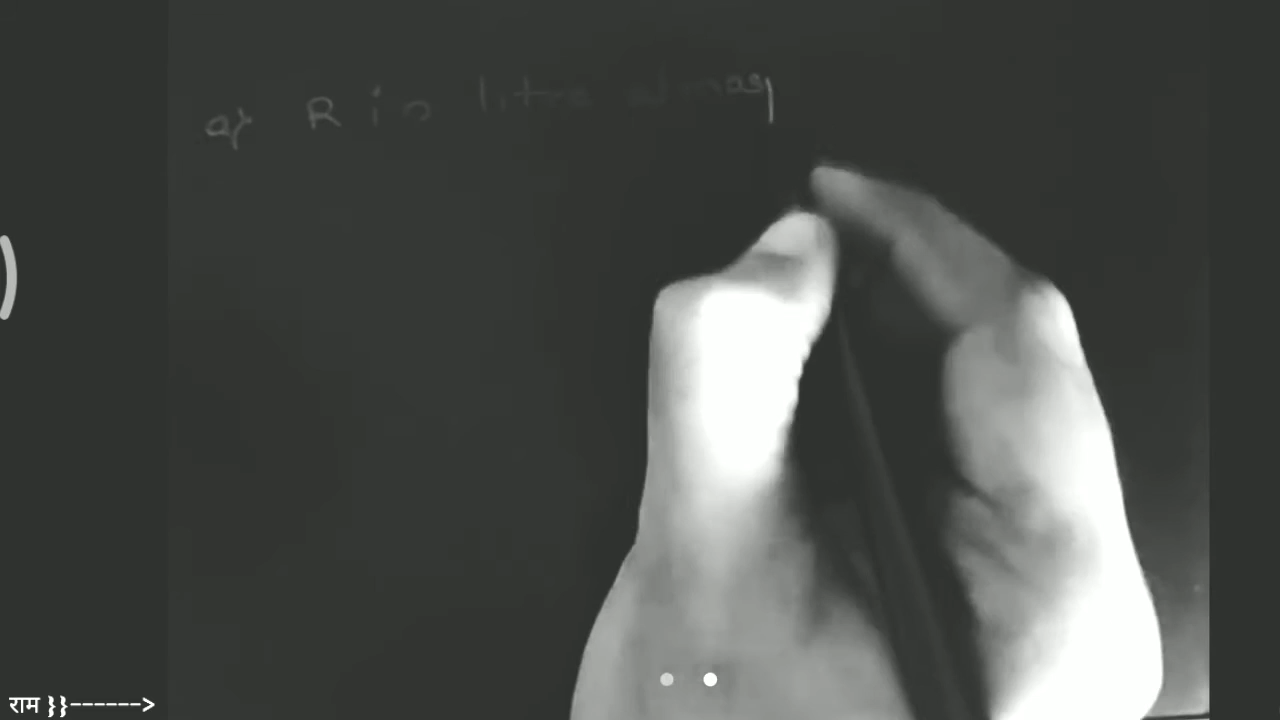 a) R in litre atmos
राम }}------>